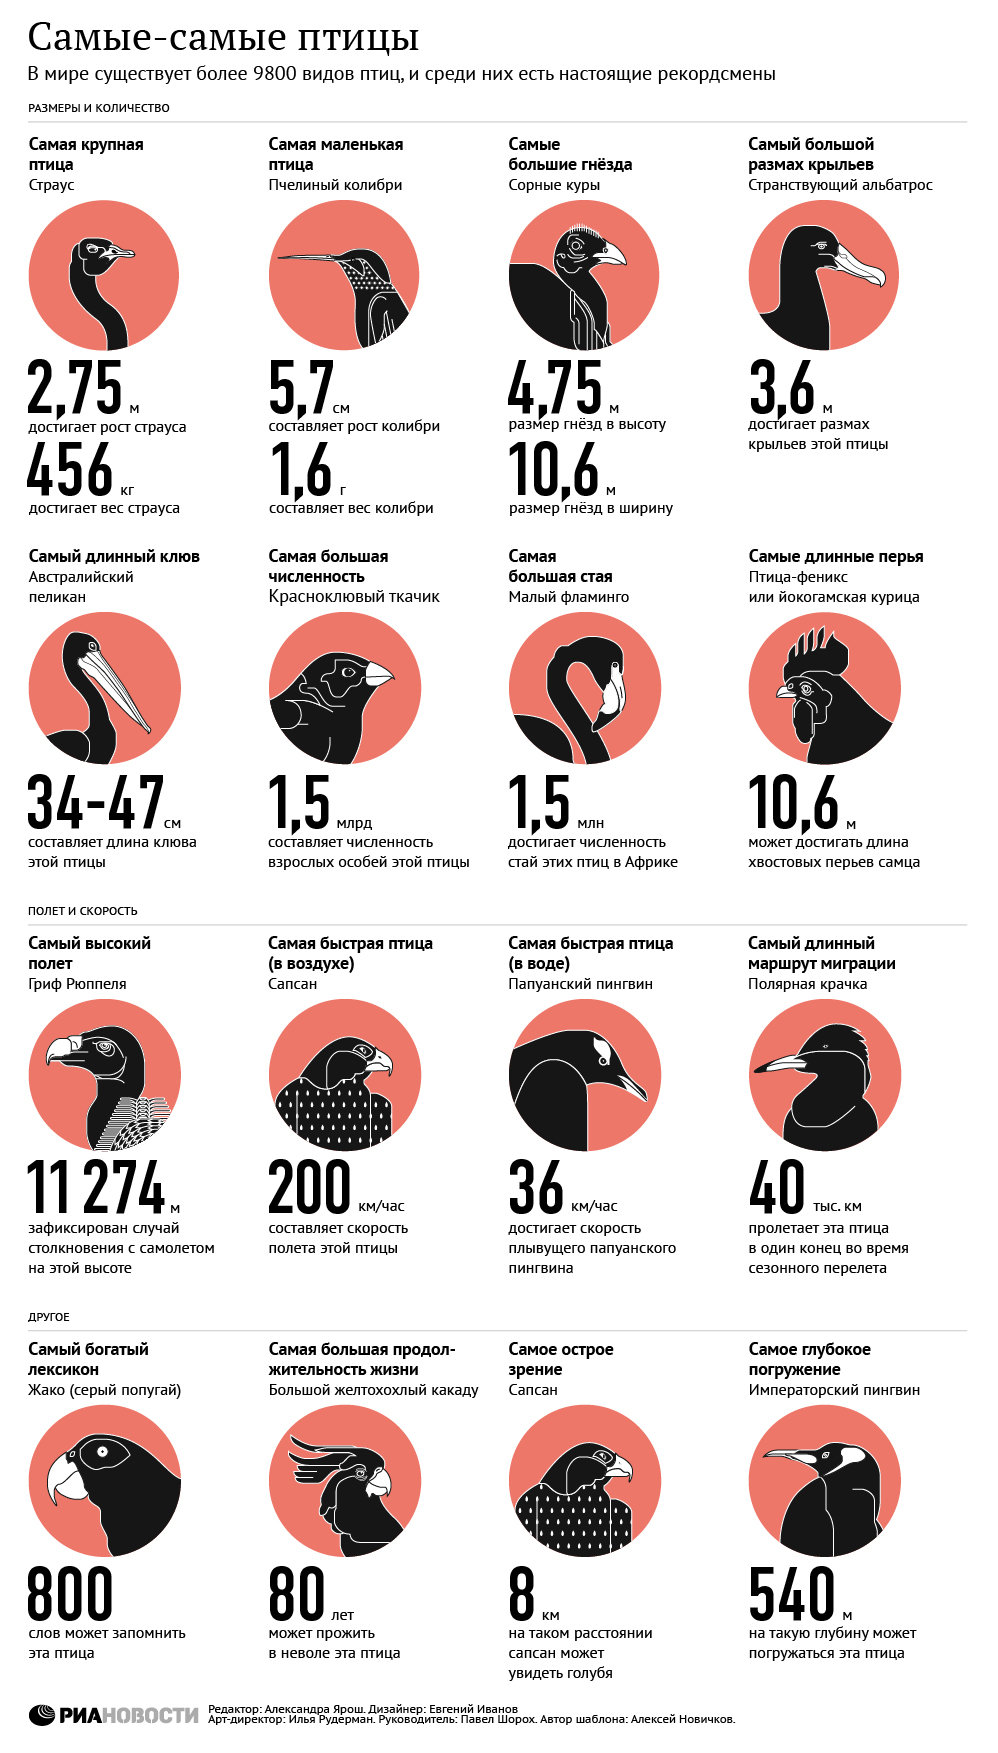 Самые-самые птицы
В мире существует более 9800 видов птиц, и среди них есть настоящие рекордсмены
РАЗМЕРЫ И КОЛИЧЕСТВО
Самая крупная
птица
Страус
2,75 м
достигает рост страуса
456 кг
достигает вес страуса
Самая маленькая
птица
Пчелиный колибри
5,7 см
составляет рост колибри
1,6 г
составляет вес колибри
Самые
большие гнёзда
Сорные куры
4,75 м
размер гнёзд в высоту
10,6 м
размер гнёзд в ширину
Самый большой
размах крыльев
Странствующий альбатрос
3,6 м
достигает размах
крыльев этой птицы
Самый длинный клюв
Австралийский
пеликан
34-47 см
составляет длина клюва
этой птицы
Самая большая
численность
Красноклювый ткачик
1,5 млрд
составляет численность
взрослых особей этой птицы
Самая
большая стая
Малый фламинго
1,5 млн
достигает численность
стай этих птиц в Африке
Самые длинные перья
Птица-феникс
или йокогамская курица
10,6 м
может достигать длина
хвостовых перьев самца
ПОЛЕТ И СКОРОСТЬ
Самый высокий
полет
Гриф Рюппеля
11 274 м
зафиксирован случай
столкновения с самолетом
на этой высоте
Самая быстрая птица
(в воздухе)
Сапсан
200 км/час
составляет скорость
полета этой птицы
Самая быстрая птица
(в воде)
Папуанский пингвин
36 км/час
достигает скорость
плывущего папуанского
пингвина
Самый длинный
маршрут миграции
Полярная крачка
40 тыс. км
пролетает эта птица
в один конец во время
сезонного перелета
ДРУГОЕ
Самый богатый
лексикон
Жако (серый попугай)
800
слов может запомнить
эта птица
Самая большая продол-
жительность жизни
Большой желтохохлый какаду
80 лет
может прожить
в неволе эта птица
Самое острое
зрение
Сапсан
8 км
на таком расстоянии
сапсан может
увидеть голубя
Самое глубокое
погружение
Императорский пингвин
540 м
на такую глубину может
погружаться эта птица
РИАНОВОСТИ
Редактор: Александра Ярош. Дизайнер: Евгений Иванов
Арт-директор: Илья Рудерман. Руководитель: Павел Шорох. Автор шаблона: Алексей Новичков.